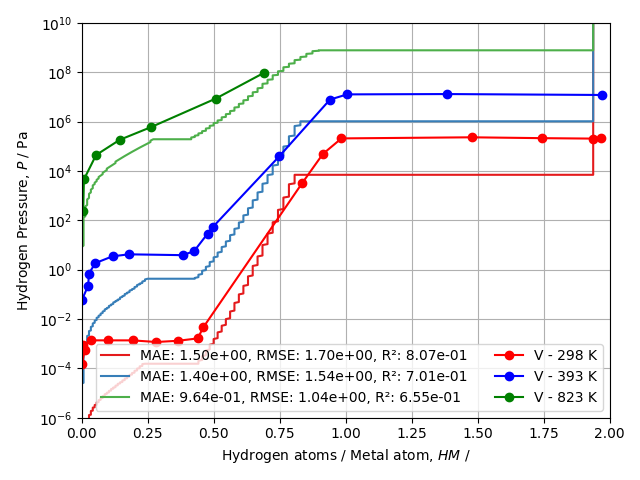 10^10
10^8
10^6
10^4
10^2
10^0
10^−2
10^−4
10^−6
Hydrogen Pressure, P / Pa
MAE: 1.50e+00, RMSE: 1.70e+00, R²: 8.07e-01
MAE: 1.40e+00, RMSE: 1.54e+00, R²: 7.01e-01
MAE: 9.64e-01, RMSE: 1.04e+00, R²: 6.55e-01
V - 298 K
V - 393 K
V - 823 K
0.00 0.25 0.50 0.75 1.00 1.25 1.50 1.75 2.00
Hydrogen atoms / Metal atom, HM /